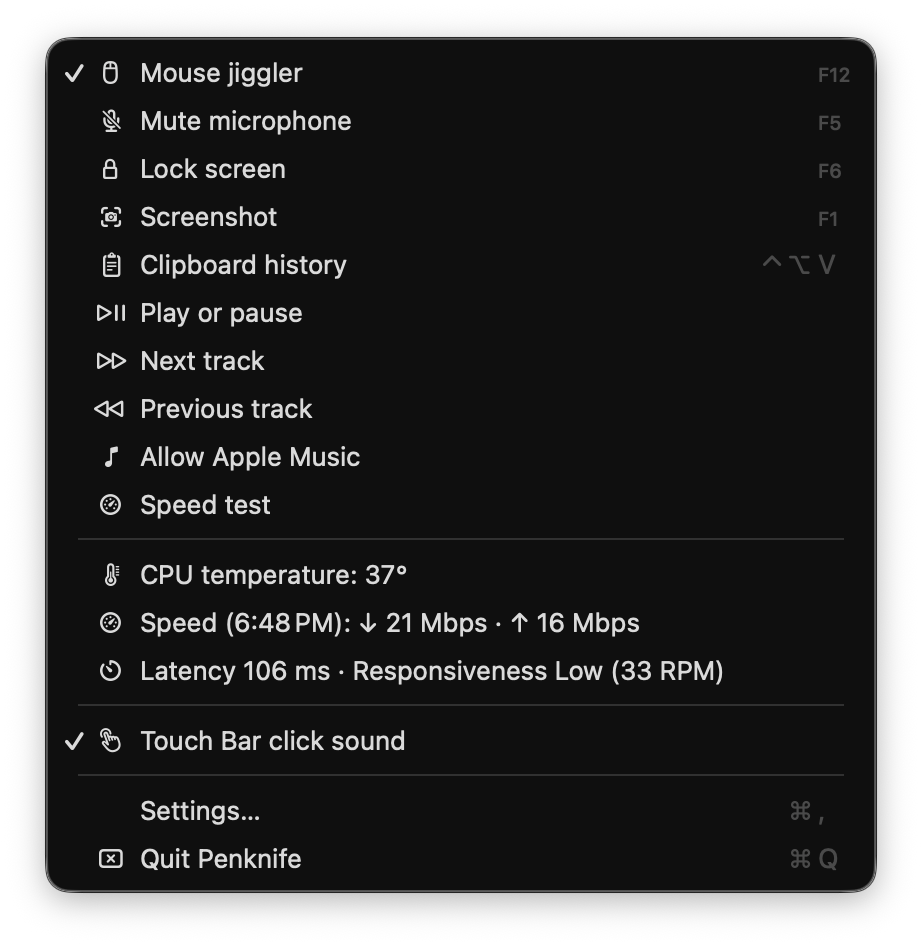 Mouse jiggler F12
Mute microphone F5
Lock screen F6
Screenshot F1
Clipboard history ^⌥V
Play or pause
Next track
Previous track
Allow Apple Music
Speed test
CPU temperature: 37°
Speed (6:48 PM): ↓ 21 Mbps · ↑ 16 Mbps
Latency 106 ms · Responsiveness Low (33 RPM)
Touch Bar click sound
Settings... ⌘,
Quit Penknife ⌘Q